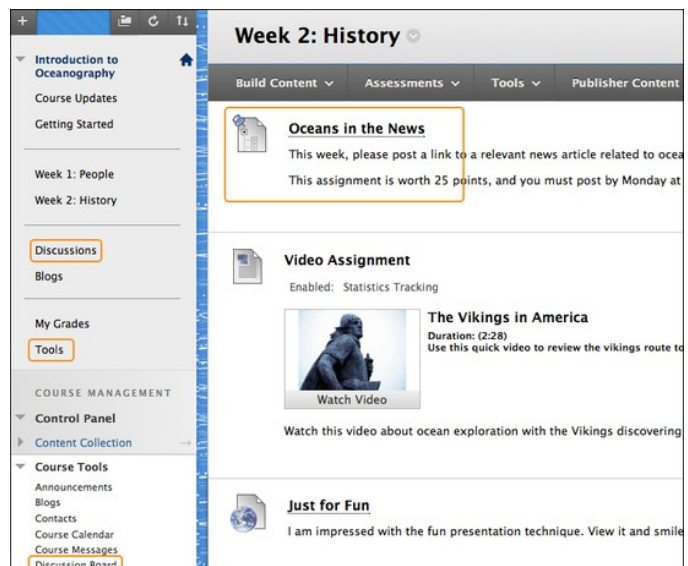 Introduction to
Oceanography
Course Updates
Getting Started
Week 1: People
Week 2: History
Discussions
Blogs
My Grades
Tools
COURSE MANAGEMENT
Control Panel
Content Collection
Course Tools
Announcements
Blogs
Contacts
Course Calendar
Course Messages
Discussion Board
Week 2: History
Build Content Assessments Tools Publisher Content
Oceans in the News
This week, please post a link to a relevant news article related to ocea
This assignment is worth 25 points, and you must post by Monday at
Video Assignment
Enabled: Statistics Tracking
The Vikings in America
Duration: (2:28)
Use this quick video to review the vikings route to
Watch Video
Watch this video about ocean exploration with the Vikings discovering
Just for Fun
I am impressed with the fun presentation technique. View it and smile